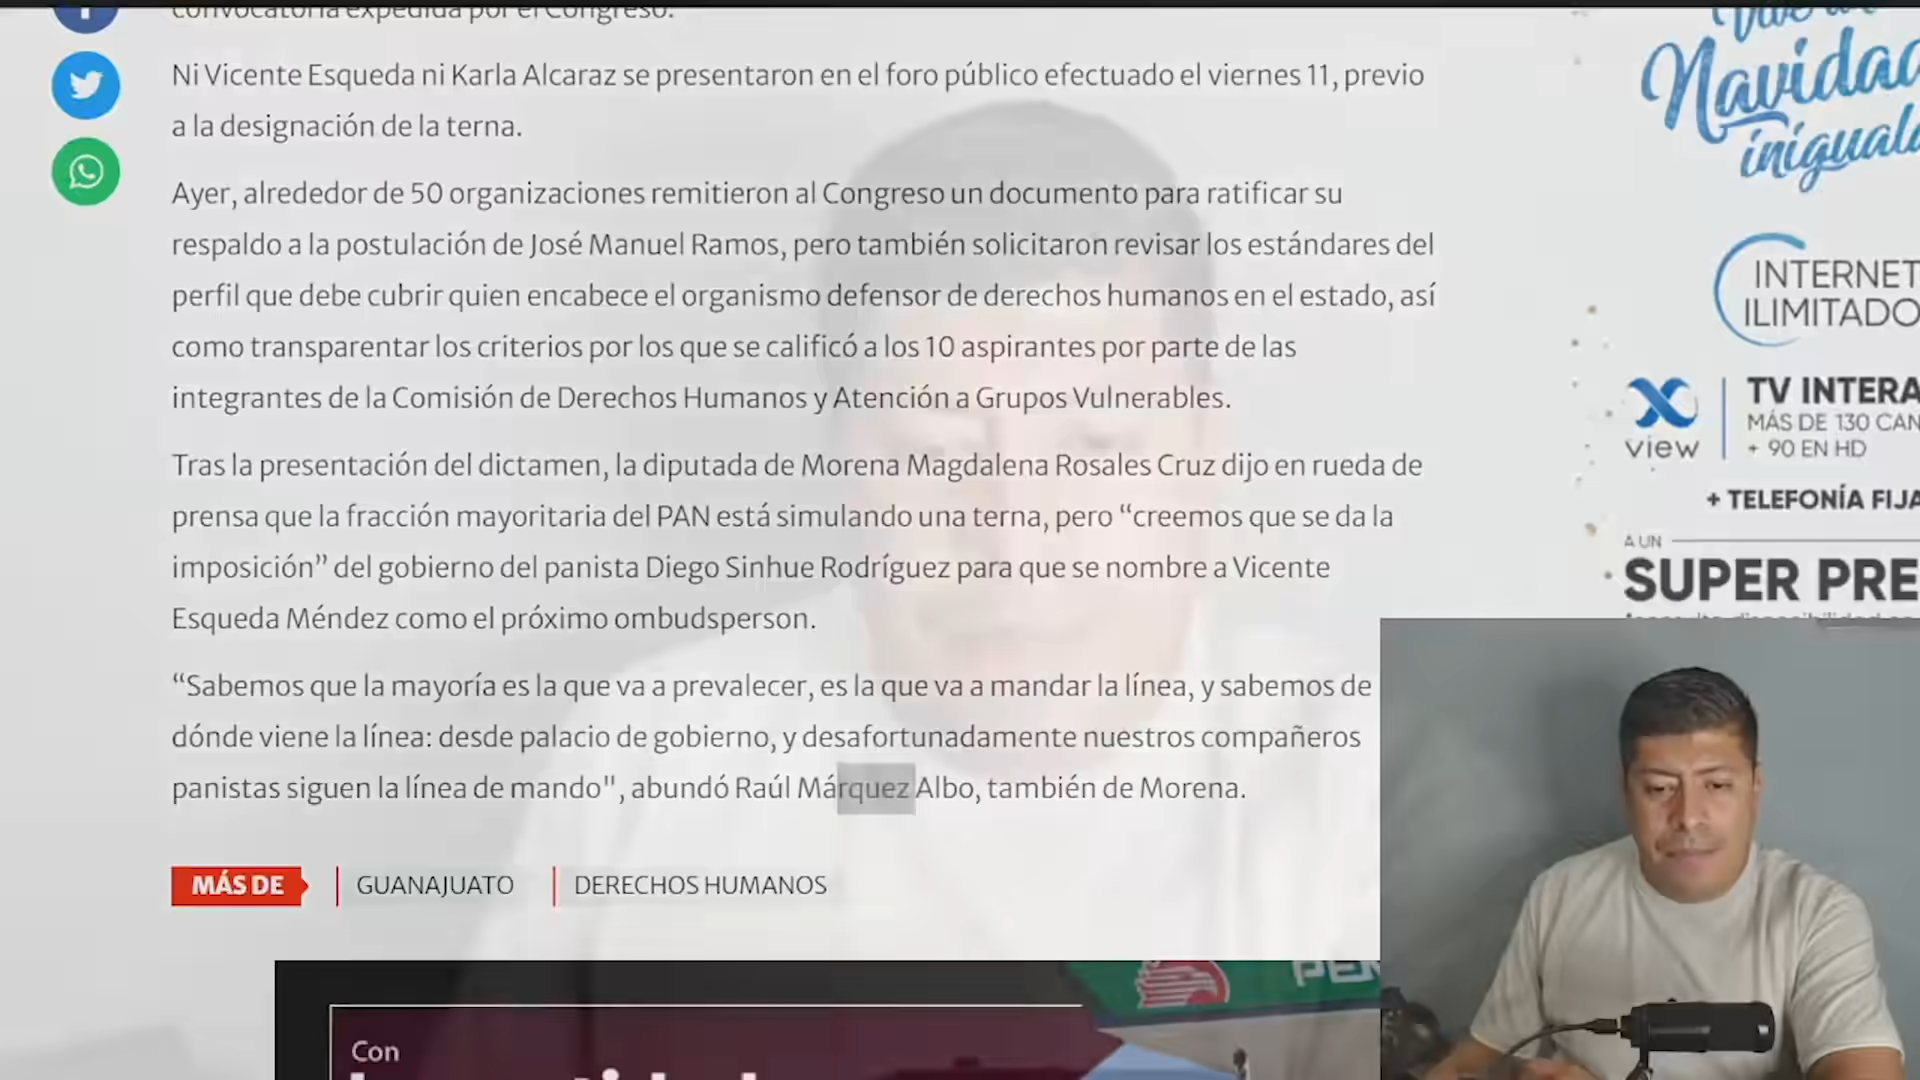 convocatoria expedida por el Congreso.
Ni Vicente Esqueda ni Karla Alcaraz se presentaron en el foro público efectuado el viernes 11, previo
a la designación de la terna.
Ayer, alrededor de 50 organizaciones remitieron al Congreso un documento para ratificar su
respaldo a la postulación de José Manuel Ramos, pero también solicitaron revisar los estándares del
perfil que debe cubrir quien encabece el organismo defensor de derechos humanos en el estado, así
como transparentar los criterios por los que se calificó a los 10 aspirantes por parte de las
integrantes de la Comisión de Derechos Humanos y Atención a Grupos Vulnerables.
Tras la presentación del dictamen, la diputada de Morena Magdalena Rosales Cruz dijo en rueda de
prensa que la fracción mayoritaria del PAN está simulando una terna, pero “creemos que se da la
imposición” del gobierno del panista Diego Sinhue Rodríguez para que se nombre a Vicente
Esqueda Méndez como el próximo ombudsperson.
“Sabemos que la mayoría es la que va a prevalecer, es la que va a mandar la línea, y sabemos de
dónde viene la línea: desde palacio de gobierno, y desafortunadamente nuestros compañeros
panistas siguen la línea de mando", abundó Raúl Márquez Albo, también de Morena.
MÁS DE
GUANAJUATO
DERECHOS HUMANOS
Con
Navidad
INTERNET
ILIMITADO
view
TV INTERA
MÁS DE 130 CAN
+ 90 EN HD
+ TELEFONÍA FIJA
A UN
SUPER PRE